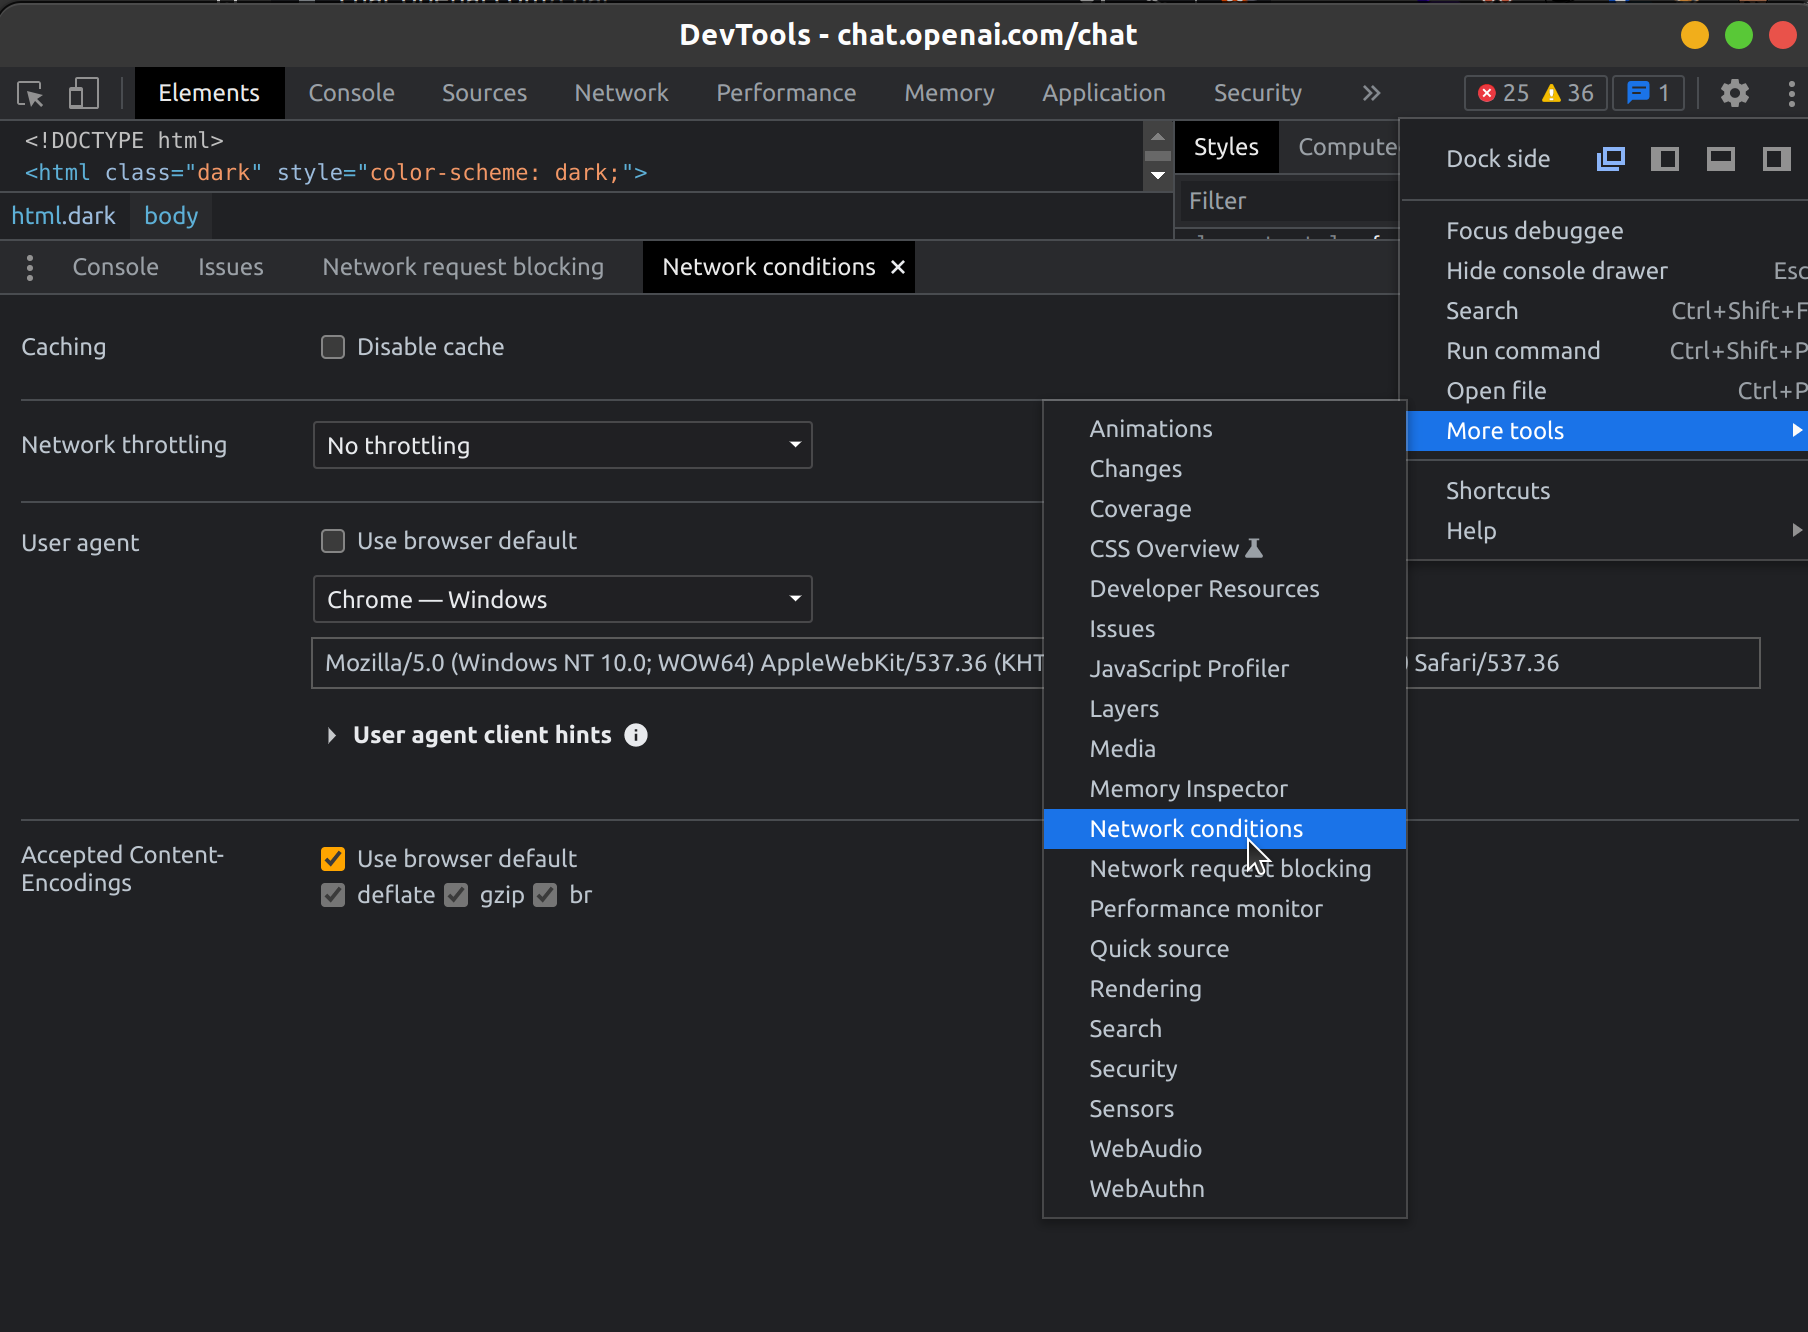 DevTools - chat.openai.com/chat
Elements Console Sources Network Performance Memory Application Security » 25 36 1
<!DOCTYPE html>
<html class="dark" style="color-scheme: dark;">
html.dark body
Styles Compute
Filter
Console Issues Network request blocking Network conditions ×
Caching Disable cache
Network throttling No throttling
User agent Use browser default
Chrome — Windows
Mozilla/5.0 (Windows NT 10.0; WOW64) AppleWebKit/537.36 (KHT Safari/537.36
User agent client hints
Accepted Content-
Encodings
Use browser default
deflate gzip br
Dock side
Focus debuggee
Hide console drawer Esc
Search Ctrl+Shift+F
Run command Ctrl+Shift+P
Open file Ctrl+P
More tools
Shortcuts
Help
Animations
Changes
Coverage
CSS Overview
Developer Resources
Issues
JavaScript Profiler
Layers
Media
Memory Inspector
Network conditions
Network request blocking
Performance monitor
Quick source
Rendering
Search
Security
Sensors
WebAudio
WebAuthn